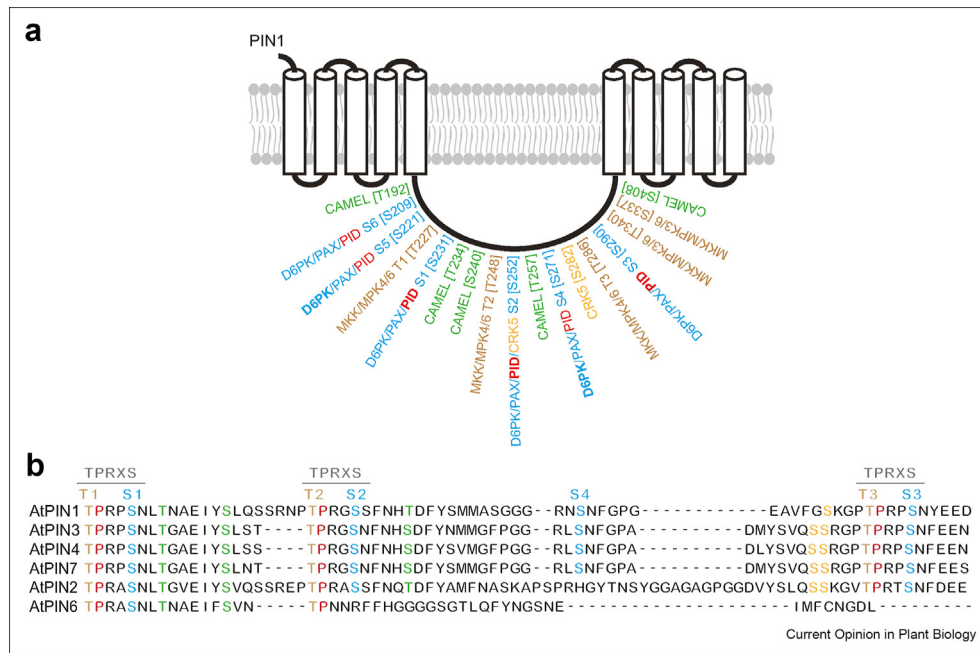 a
PIN1
CAMEL [T192]
D6PK/PAX/PID S6 [S209]
D6PK/PAX/PID S5 [S221]
MKK/MPK4/6 T1 [T227]
D6PK/PAX/PID S1 [S231]
CAMEL [T234]
CAMEL [S240]
MKK/MPK4/6 T2 [T248]
D6PK/PAX/PID/CRK5 S2 [S252]
CAMEL [T257]
D6PK/PAX/PID S4 [S271]
CRK5 [S282]
MKK/MPK4/6 T3 [T286]
D6PK/PAX/PID S3 [S290]
MKK/MPK3/6 [T340]
MKK/MPK3/6 [S337]
CAMEL [S408]
b
TPRXS TPRXS TPRXS
T1 S1 T2 S2 S4 T3 S3
AtPIN1 TPRPSNLTNAEIYSLQSSRNPTPRGSSFNHTDFYSMMASGGG - - RNSNFGPG - - - - - - - - - - - - - - - - EAVFGSKGPTPRPSNYEED
AtPIN3 TPRPSNLTGAEIYSLST - - - - - TPRGSNFNHSDFYNMMGFPGG - - RLSNFGPA - - - - - - - - - - - - - DMYSVQSSRGPTPRPSNFEEN
AtPIN4 TPRPSNLTGAEIYSLSS - - - - - TPRGSNFNHSDFYSVMGFPGG - - RLSNFGPA - - - - - - - - - - - - - DLYSVQSSRGPTPRPSNFEEN
AtPIN7 TPRPSNLTGAEIYSLNT - - - - - TPRGSNFNHSDFYNMMGFPGG - - RLSNFGPA - - - - - - - - - - - - - DMYSVQSSRGPTPRPSNFEES
AtPIN2 TPRASNLTGVEIYSVQSSREPTPRASSFNQTDFYAMFNASKAPSPRHGYTNSYGGAGAGPGGDVYSLQSSKGVTPRTSNFDEE
AtPIN6 TPRASNLTNAEIFSVN - - - - - TPNNRFFHGGGGSGTLQFYNGSNE - - - - - - - - - - - - - - - - - - - - IMFCNGDL - - - - - - - - -
Current Opinion in Plant Biology